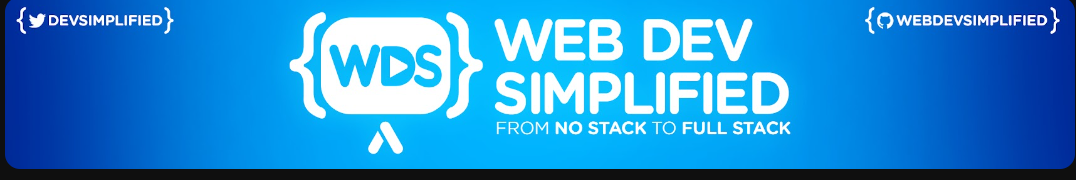 {DEVSIMPLIFIED}
{WDS}
WEB DEV
SIMPLIFIED
FROM NO STACK TO FULL STACK
{WEBDEVSIMPLIFIED}